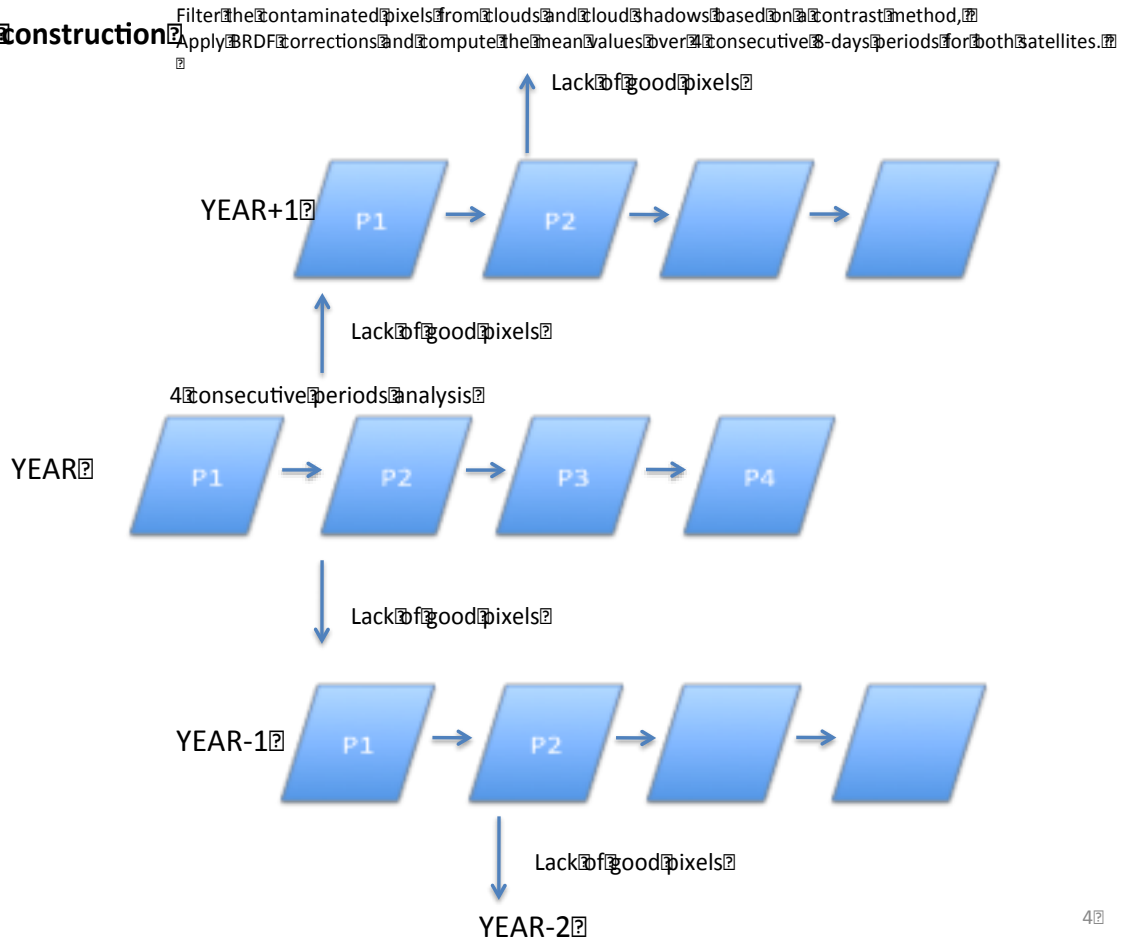 construction
Filter the contaminated pixels from clouds and cloud shadows based on a contrast method,
Apply BRDF corrections and compute the mean values over 4 consecutive 8-days periods for both satellites.
Lack of good pixels
YEAR+1
P1
P2
Lack of good pixels
4 consecutive periods analysis
YEAR
P1
P2
P3
P4
Lack of good pixels
YEAR-1
P1
P2
Lack of good pixels
YEAR-2
4